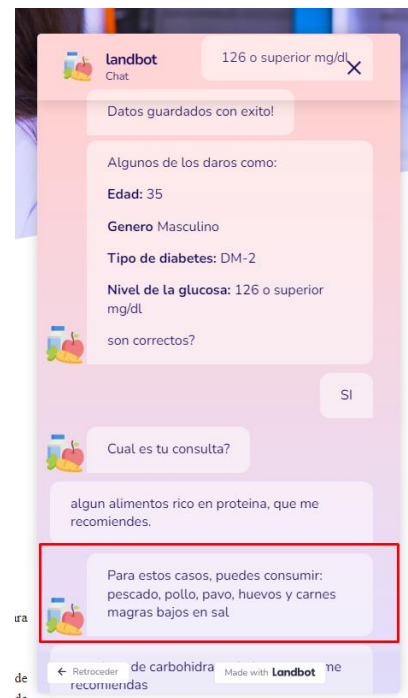 landbot
Chat
126 o superior mg/dl
Datos guardados con exito!
Algunos de los daros como:
Edad: 35
Genero Masculino
Tipo de diabetes: DM-2
Nivel de la glucosa: 126 o superior
mg/dl
son correctos?
SI
Cual es tu consulta?
algun alimentos rico en proteina, que me
recomiendes.
Para estos casos, puedes consumir:
pescado, pollo, pavo, huevos y carnes
magras bajos en sal
ara
de carbohidra
me
recomiendas
← Retroceder
Made with Landbot
de